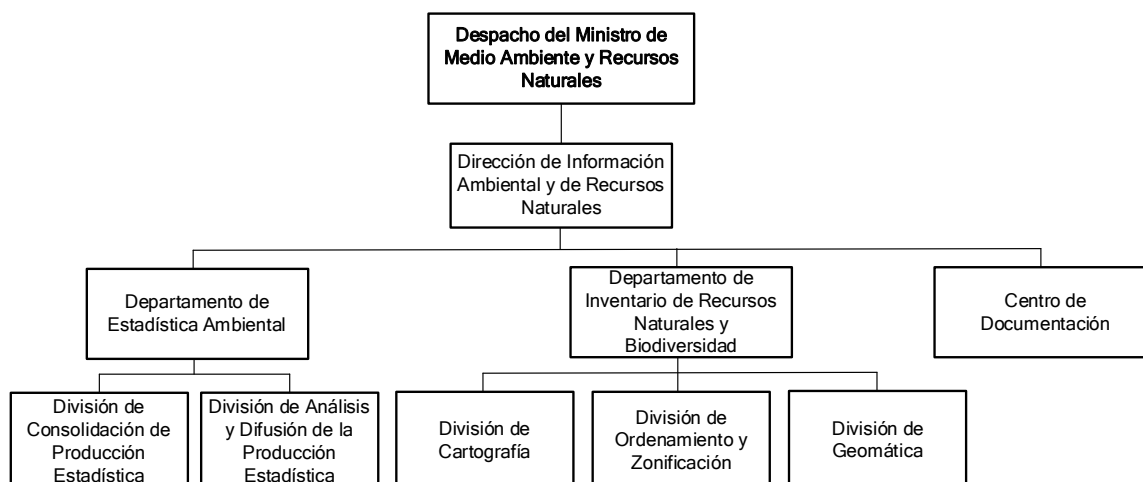 Despacho del Ministro de
Medio Ambiente y Recursos
Naturales
Dirección de Información
Ambiental y de Recursos
Naturales
Departamento de
Estadística Ambiental
Departamento de
Inventario de Recursos
Naturales y
Biodiversidad
Centro de
Documentación
División de
Consolidación de
Producción
Estadística
División de Análisis
y Difusión de la
Producción
Estadística
División de
Cartografía
División de
Ordenamiento y
Zonificación
División de
Geomática